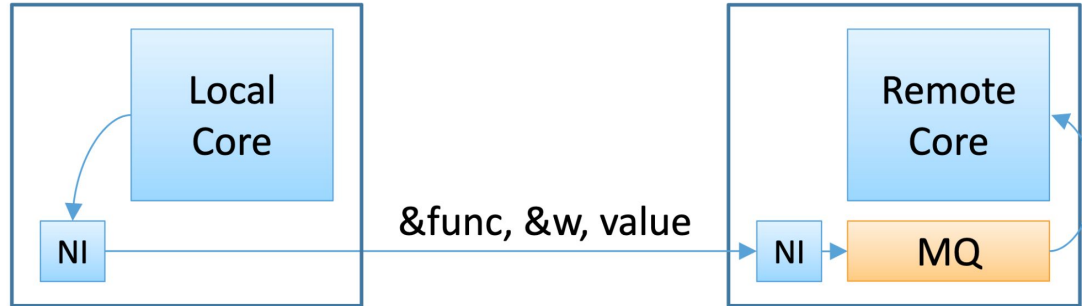 Local
Core
NI
&func, &w, value
Remote
Core
NI
MQ